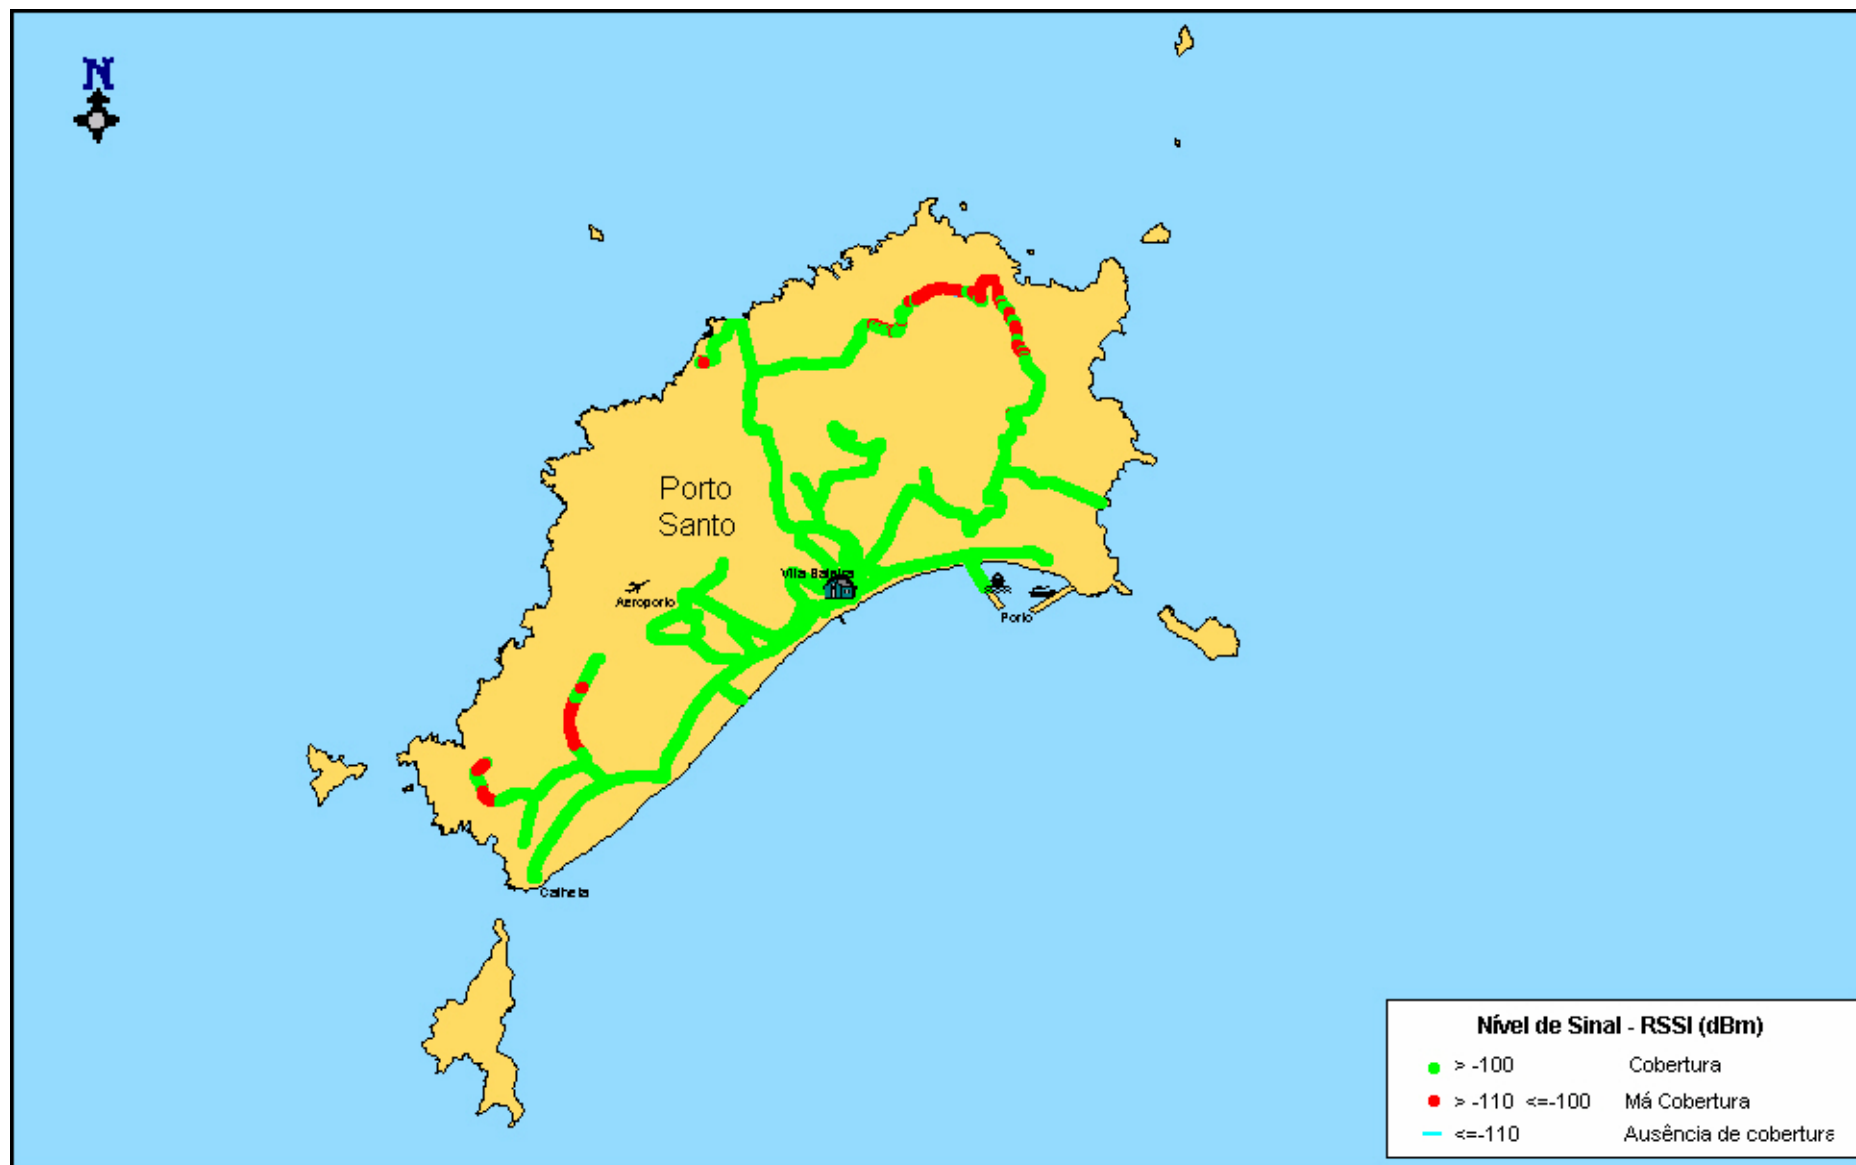 N
Porto
Santo
Vila Baleira
Aeroporto
Porto
Calheta
Nível de Sinal - RSSI (dBm)
> -100 Cobertura
> -110 <=-100 Má Cobertura
<=-110 Ausência de cobertura